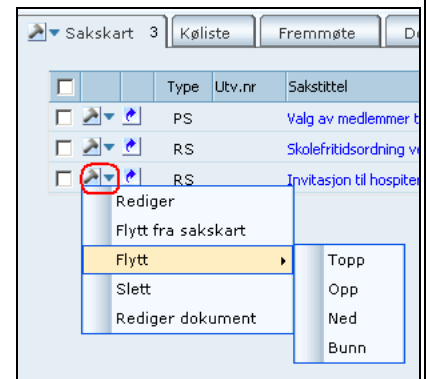 Sakskart 3 Køliste Fremmøte
Type Utv.nr Sakstittel
PS Valg av medlemmer
RS Skolefritidsordning
RS Invitasjon til
Rediger
Flytt fra sakskart
Flytt Topp
Slett Opp
Rediger dokument Ned
Bunn